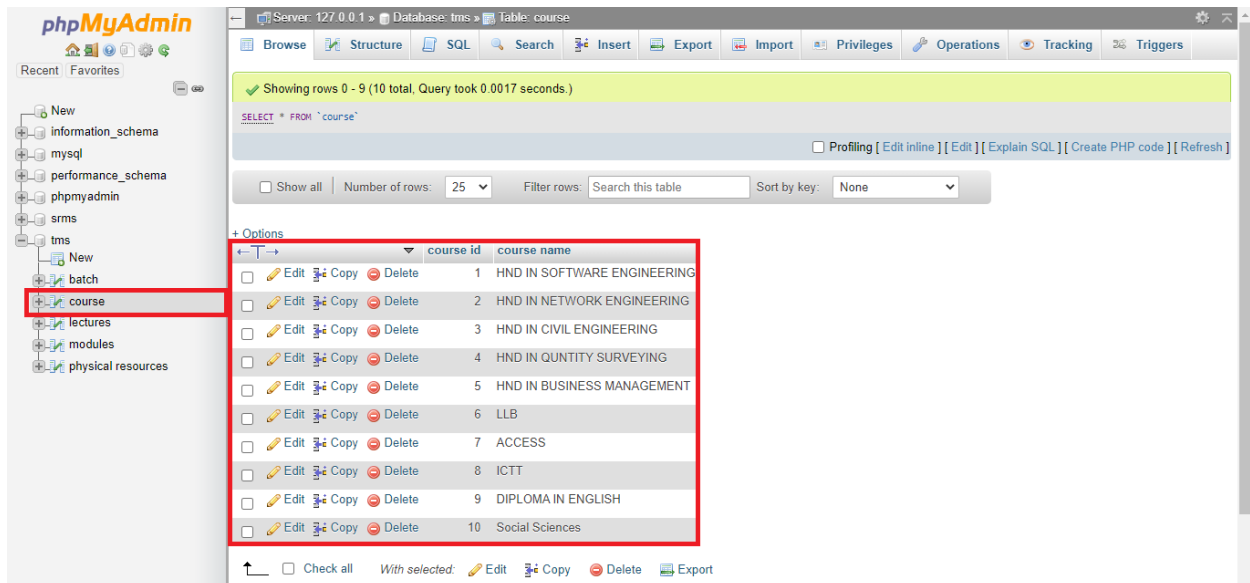 phpMyAdmin
Recent Favorites
New
information_schema
mysql
performance_schema
phpmyadmin
srms
tms
New
batch
course
lectures
modules
physical resources
Server: 127.0.0.1 » Database: tms » Table: course
Browse Structure SQL Search Insert Export Import Privileges Operations Tracking Triggers
Showing rows 0 - 9 (10 total, Query took 0.0017 seconds.)
SELECT * FROM `course`
Profiling [ Edit inline ] [ Edit ] [ Explain SQL ] [ Create PHP code ] [ Refresh ]
Show all Number of rows: 25 Filter rows: Search this table Sort by key: None
+ Options
←T→ course id course name
Edit Copy Delete 1 HND IN SOFTWARE ENGINEERING
Edit Copy Delete 2 HND IN NETWORK ENGINEERING
Edit Copy Delete 3 HND IN CIVIL ENGINEERING
Edit Copy Delete 4 HND IN QUNTITY SURVEYING
Edit Copy Delete 5 HND IN BUSINESS MANAGEMENT
Edit Copy Delete 6 LLB
Edit Copy Delete 7 ACCESS
Edit Copy Delete 8 ICTT
Edit Copy Delete 9 DIPLOMA IN ENGLISH
Edit Copy Delete 10 Social Sciences
Check all With selected: Edit Copy Delete Export